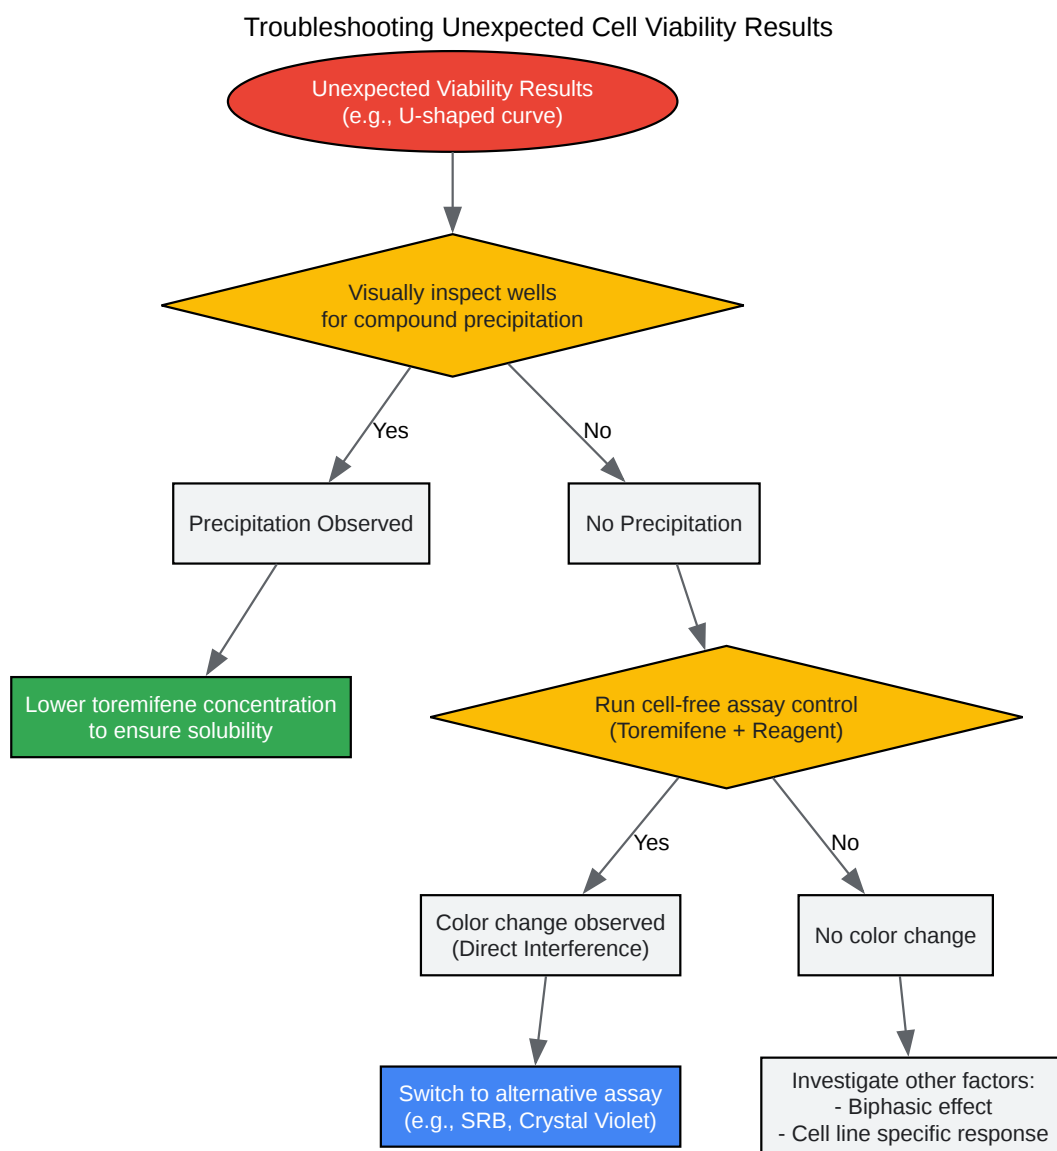 Troubleshooting Unexpected Cell Viability Results
Unexpected Viability Results
(e.g., U-shaped curve)
Visually inspect wells
for compound precipitation
Yes
No
Precipitation Observed
No Precipitation
Lower toremifene concentration
to ensure solubility
Run cell-free assay control
(Toremifene + Reagent)
Yes
No
Color change observed
(Direct Interference)
No color change
Switch to alternative assay
(e.g., SRB, Crystal Violet)
Investigate other factors:
- Biphasic effect
- Cell line specific response